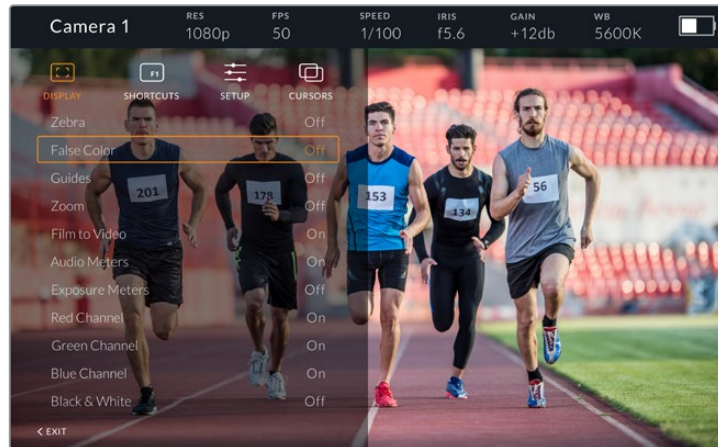 Camera 1
RES
1080p
FPS
50
SPEED
1/100
IRIS
f5.6
GAIN
+12db
WB
5600K
F1
DISPLAY
SHORTCUTS
SETUP
CURSORS
Zebra Off
False Color Off
Guides Off
Zoom Off
Film to Video On
Audio Meters On
Exposure Meters Off
Red Channel On
Green Channel On
Blue Channel On
Black & White Off
< EXIT
201
178
153
134
56